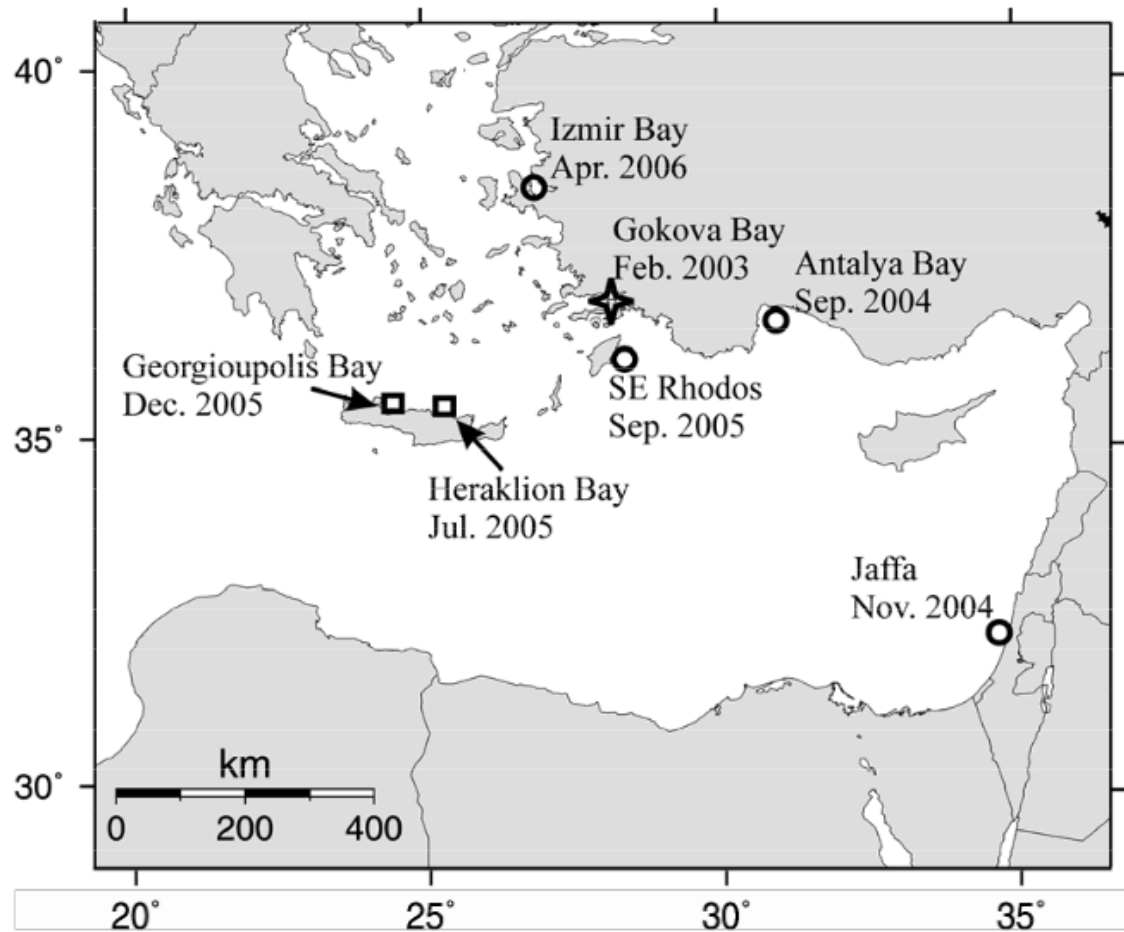 40°
Izmir Bay
Apr. 2006
Gokova Bay
Feb. 2003
Antalya Bay
Sep. 2004
Georgioupolis Bay
Dec. 2005
SE Rhodos
Sep. 2005
35°
Heraklion Bay
Jul. 2005
Jaffa
Nov. 2004
km
30°
0 200 400
20° 25° 30° 35°